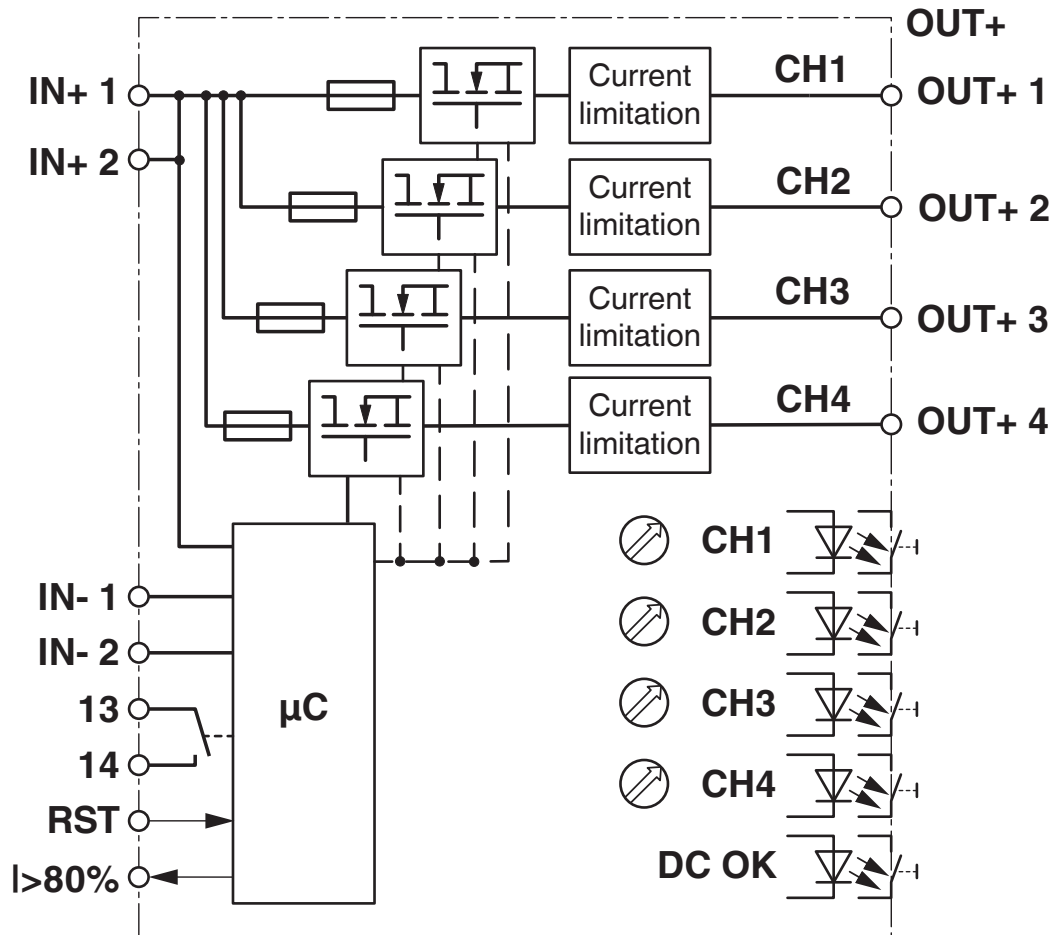 OUT+
IN+ 1
Current
limitation
CH1
OUT+ 1
IN+ 2
Current
limitation
CH2
OUT+ 2
Current
limitation
CH3
OUT+ 3
Current
limitation
CH4
OUT+ 4
CH1
IN- 1
CH2
IN- 2
13
µC
CH3
14
CH4
RST
I>80%
DC OK